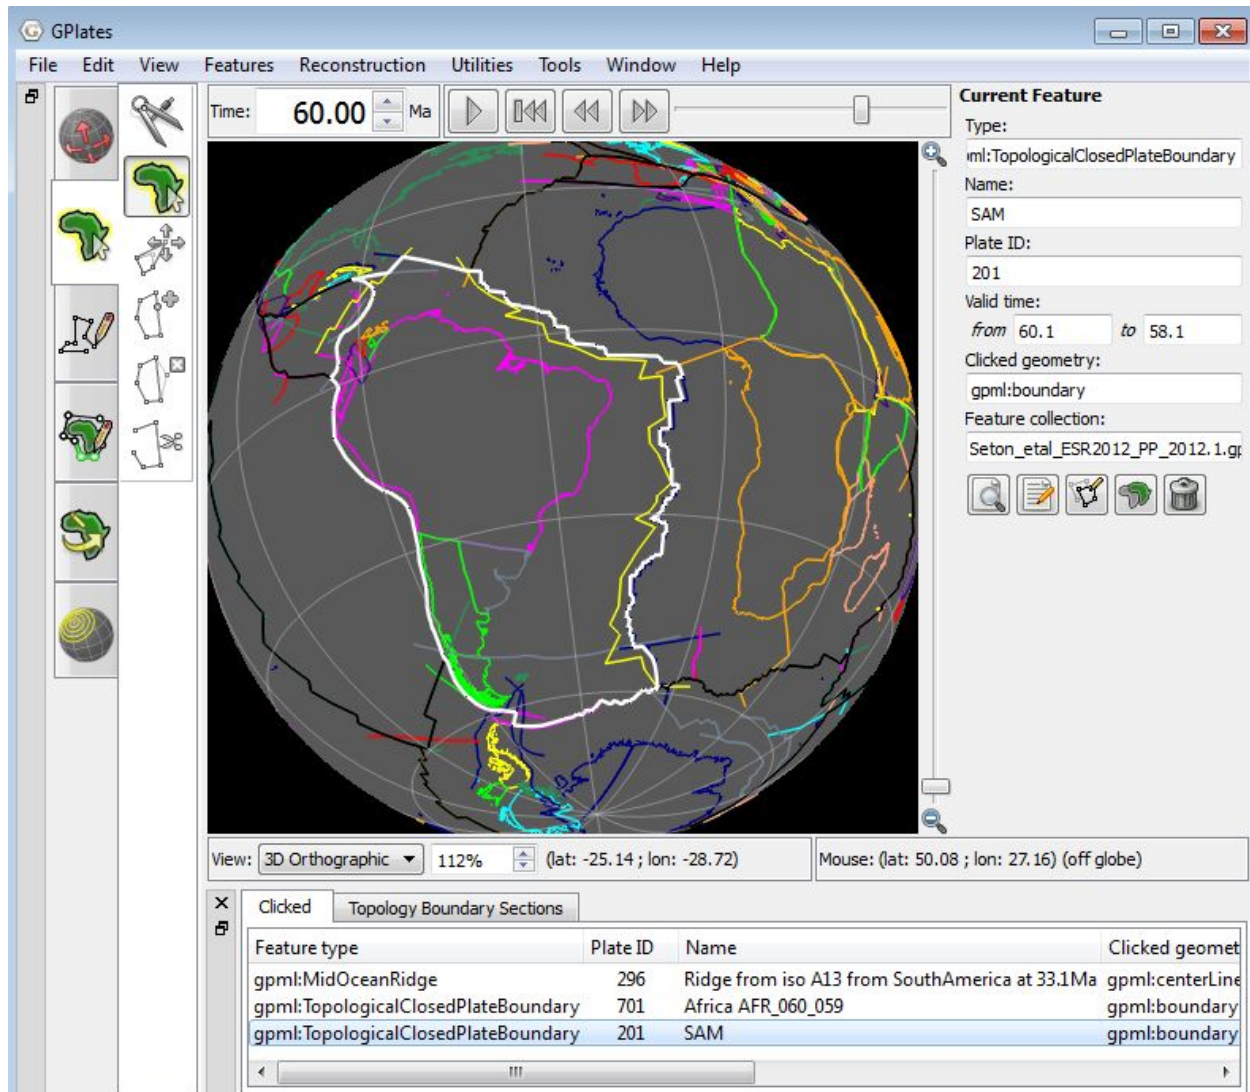 GPlates
File Edit View Features Reconstruction Utilities Tools Window Help
Time: 60.00 Ma
Current Feature
Type:
pml:TopologicalClosedPlateBoundary
Name:
SAM
Plate ID:
201
Valid time:
from 60.1 to 58.1
Clicked geometry:
gpml:boundary
Feature collection:
Seton_etal_ESR2012_PP_2012.1.gp
View: 3D Orthographic 112% (lat: -25.14 ; lon: -28.72) Mouse: (lat: 50.08 ; lon: 27.16) (off globe)
Clicked Topology Boundary Sections
Feature type Plate ID Name Clicked geomet
gpml:MidOceanRidge 296 Ridge from iso A13 from SouthAmerica at 33.1Ma gpml:centerLine
gpml:TopologicalClosedPlateBoundary 701 Africa AFR_060_059 gpml:boundary
gpml:TopologicalClosedPlateBoundary 201 SAM gpml:boundary